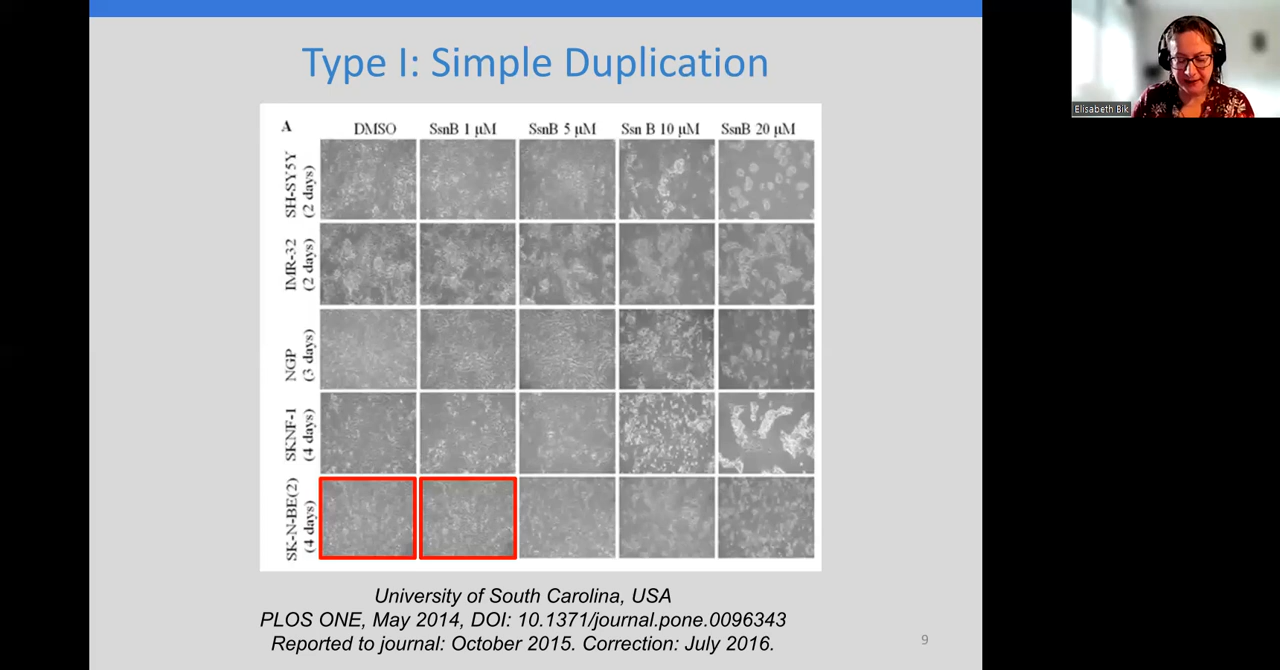 Type I: Simple Duplication
A
DMSO SsnB 1 μM SsnB 5 μM Ssn B 10 μM SsnB 20 μM
SH-SY5Y
(2 days)
IMR-32
(2 days)
NGP
(3 days)
SKNF-1
(4 days)
SK-N-BE(2)
(4 days)
University of South Carolina, USA
PLOS ONE, May 2014, DOI: 10.1371/journal.pone.0096343
Reported to journal: October 2015. Correction: July 2016.
9
Elisabeth Bik